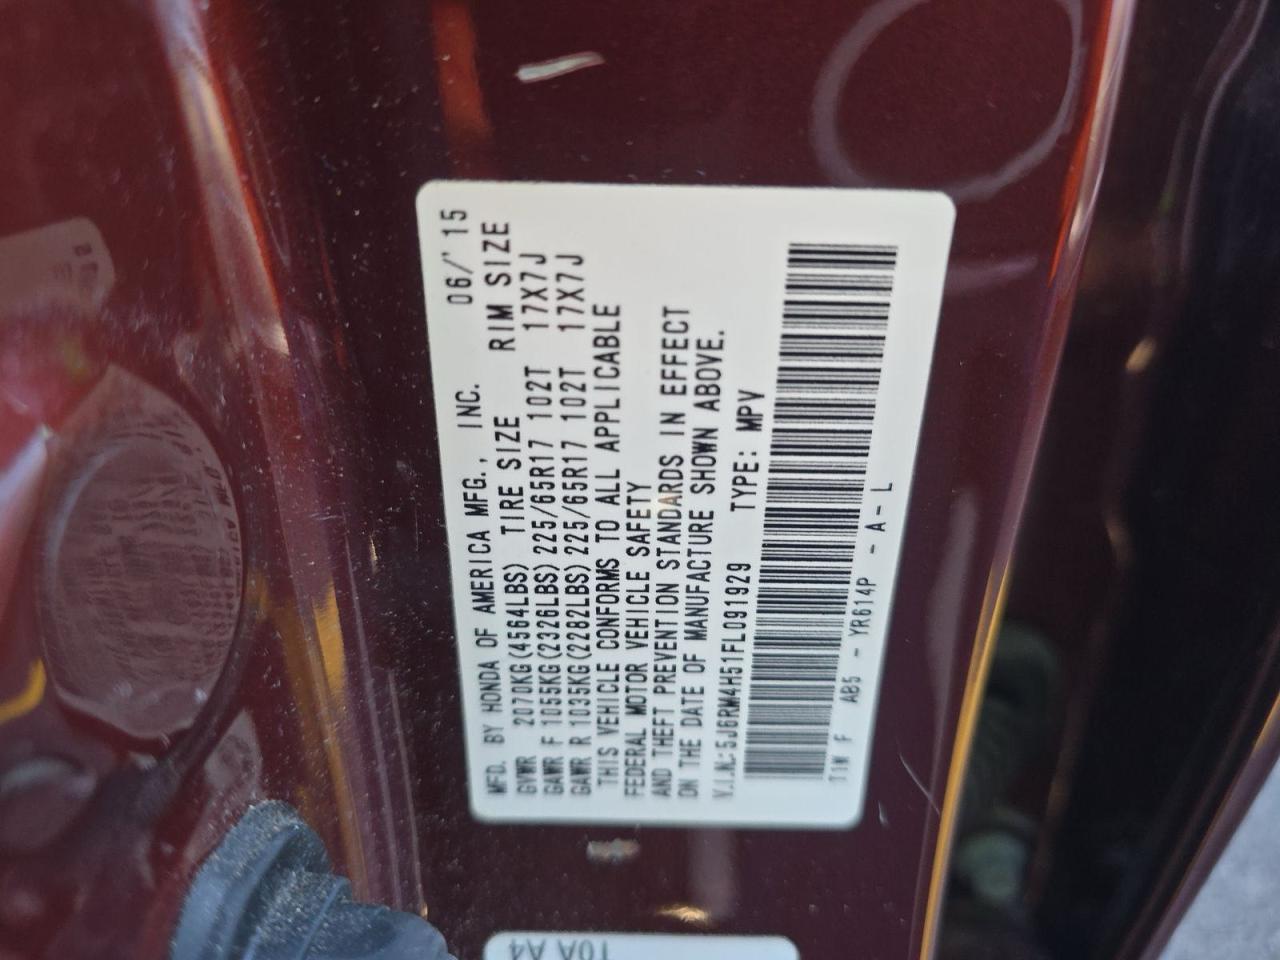 MFD. BY HONDA OF AMERICA MFG., INC. 06/'15
GVWR 2070KG(4564LBS) TIRE SIZE RIM SIZE
GAWR F 1055KG(2326LBS) 225/65R17 102T 17X7J
GAWR R 1035KG(2282LBS) 225/65R17 102T 17X7J
THIS VEHICLE CONFORMS TO ALL APPLICABLE
FEDERAL MOTOR VEHICLE SAFETY
AND THEFT PREVENTION STANDARDS IN EFFECT
ON THE DATE OF MANUFACTURE SHOWN ABOVE.
V.I.N.:5J6RM4H51FL091929 TYPE: MPV
T1W F AB5 - YR614P - A - L
10A A4